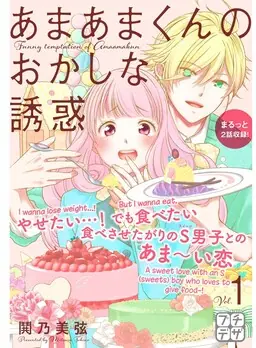 あまあまくんの
Funny temptation of Amaamakun
おかしな
誘惑
まるっと
2話収録!
I wanna lose weight...!
But I wanna eat.
やせたい…!でも食べたい
食べさせたがりのS男子との
あま〜い恋
A sweet love with an S
(sweets) boy who loves to
give food~!
Vol.
1
関乃美弦
Presented by
プチ
デザ